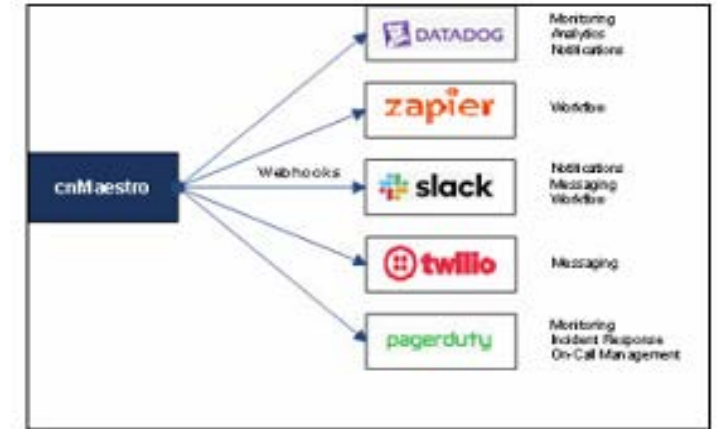 DATADOG
Monitoring
Analytics
Notifications
zapier
Workflow
cnMaestro
Webhooks
slack
Notifications
Messaging
Workflow
twilio
Messaging
pagerduty
Monitoring
Incident Response
On-Call Management